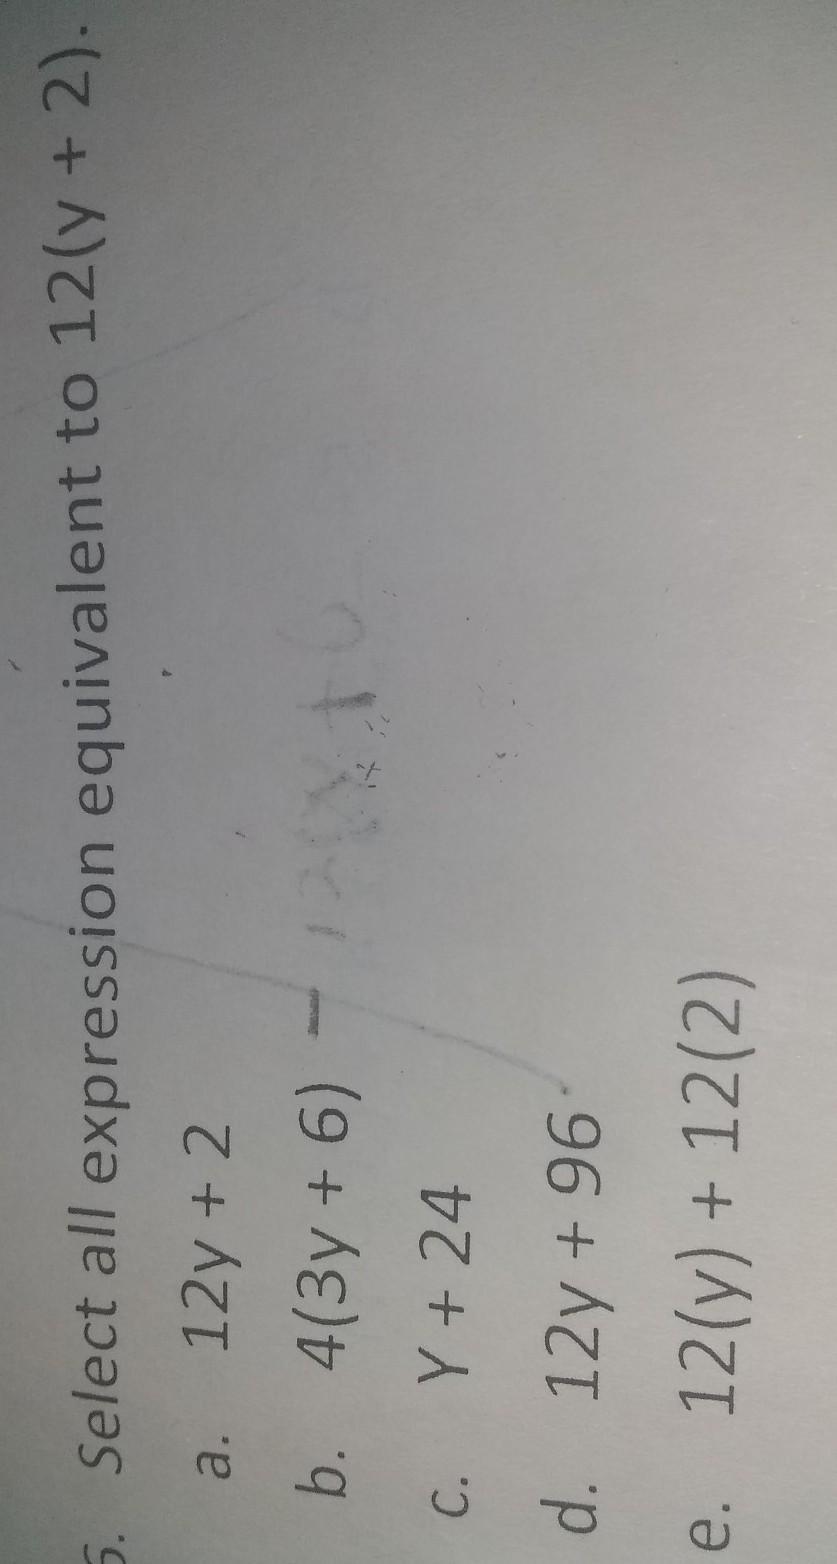 6. Select all expression equivalent to 12(y + 2).
a. 12y + 2
b. 4(3y + 6) –
c. Y + 24
d. 12y + 96
e. 12(y) + 12(2)